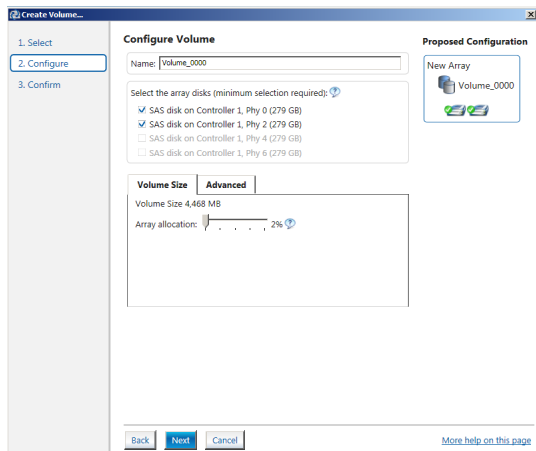 Create Volume...
1. Select
2. Configure
3. Confirm
Configure Volume
Name: Volume_0000
Select the array disks (minimum selection required):
SAS disk on Controller 1, Phy 0 (279 GB)
SAS disk on Controller 1, Phy 2 (279 GB)
SAS disk on Controller 1, Phy 4 (279 GB)
SAS disk on Controller 1, Phy 6 (279 GB)
Volume Size Advanced
Volume Size 4,468 MB
Array allocation: 2%
Proposed Configuration
New Array
Volume_0000
Back Next Cancel
More help on this page